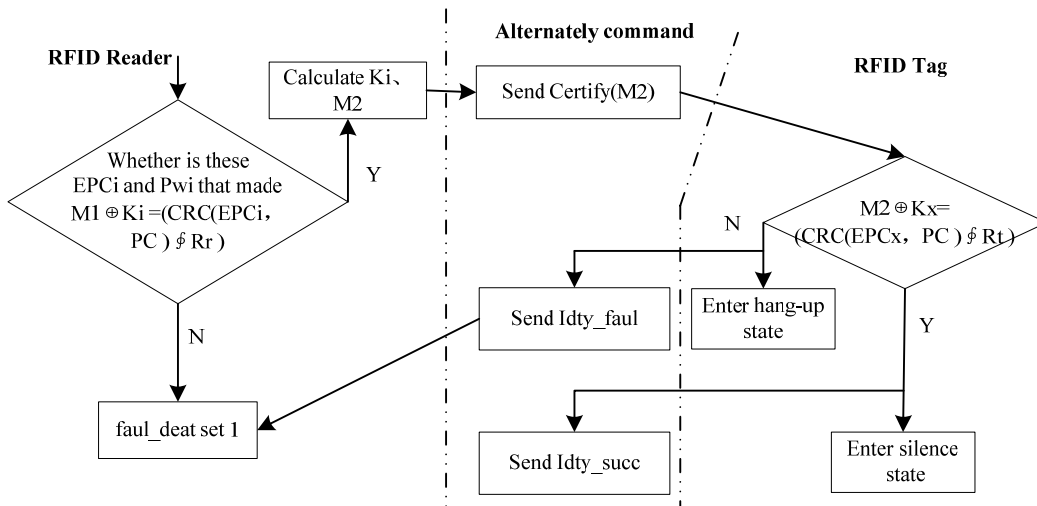 Alternately command
RFID Reader
RFID Tag
Calculate Ki、
M2
Send Certify(M2)
Whether is these
EPCi and Pwi that made
M1⊕Ki=(CRC(EPCi，
PC ) ∮ Rr )
Y
M2⊕Kx=
(CRC(EPCx， PC ) ∮ Rt )
N
Send Idty_faul
Enter hang-up
state
N
Y
faul_deat set 1
Send Idty_succ
Enter silence
state